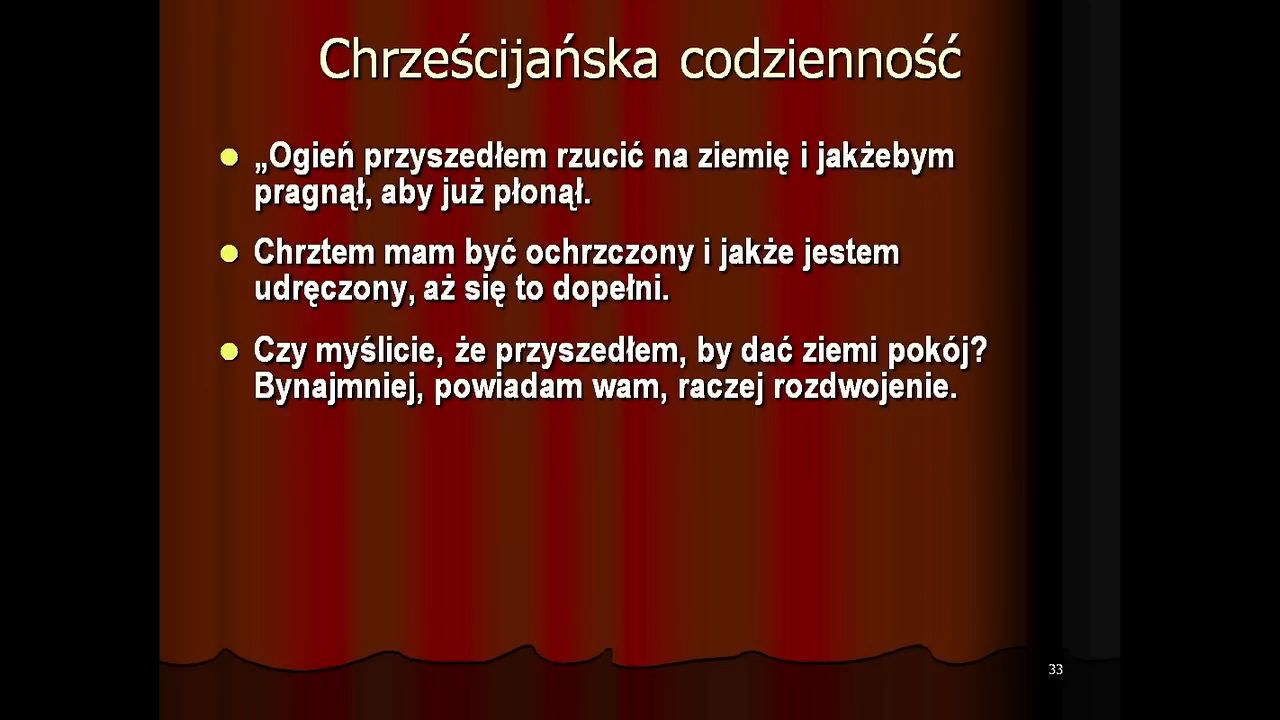 Chrześcijańska codzienność
„Ogień przyszedłem rzucić na ziemię i jakżebym
pragnął, aby już płonął.
Chrztem mam być ochrzczony i jakże jestem
udręczony, aż się to dopełni.
Czy myślicie, że przyszedłem, by dać ziemi pokój?
Bynajmniej, powiadam wam, raczej rozdwojenie.
33